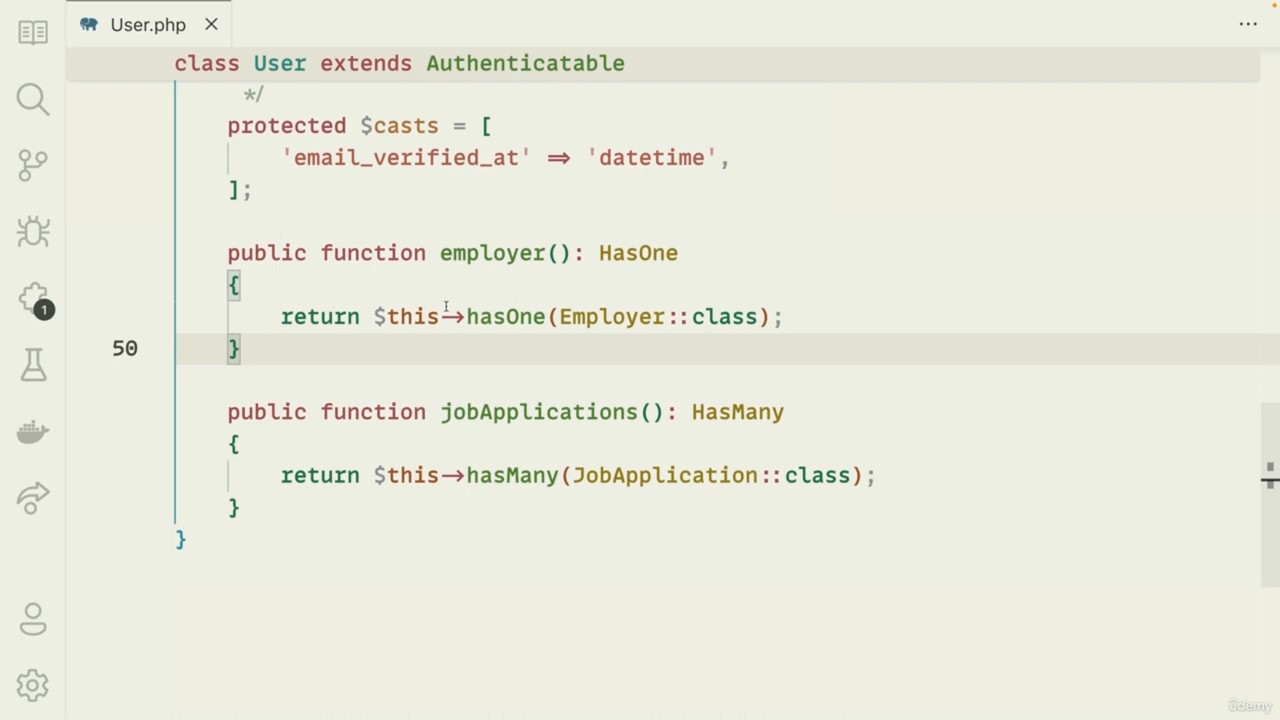 User.php
class User extends Authenticatable
*/
protected $casts = [
'email_verified_at' => 'datetime',
];
public function employer(): HasOne
{
return $this->hasOne(Employer::class);
50 }
public function jobApplications(): HasMany
{
return $this->hasMany(JobApplication::class);
}
}
1
ûdemy